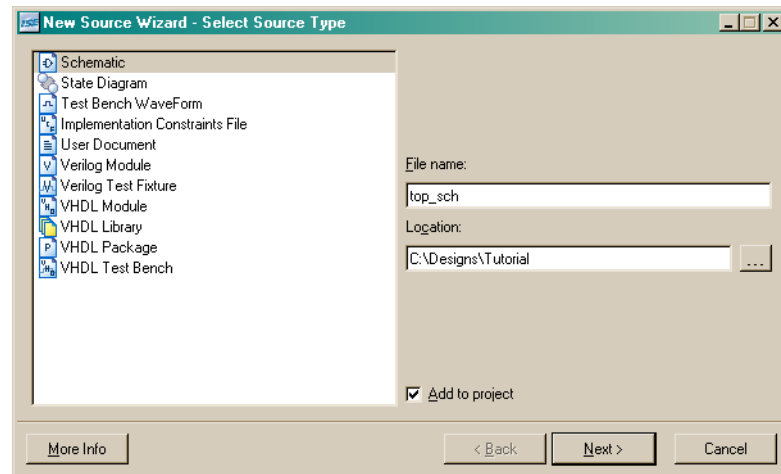 ISE New Source Wizard - Select Source Type
Schematic
State Diagram
Test Bench WaveForm
Implementation Constraints File
User Document
Verilog Module
Verilog Test Fixture
VHDL Module
VHDL Library
VHDL Package
VHDL Test Bench
File name:
top_sch
Location:
C:\Designs\Tutorial
...
Add to project
More Info
< Back
Next >
Cancel